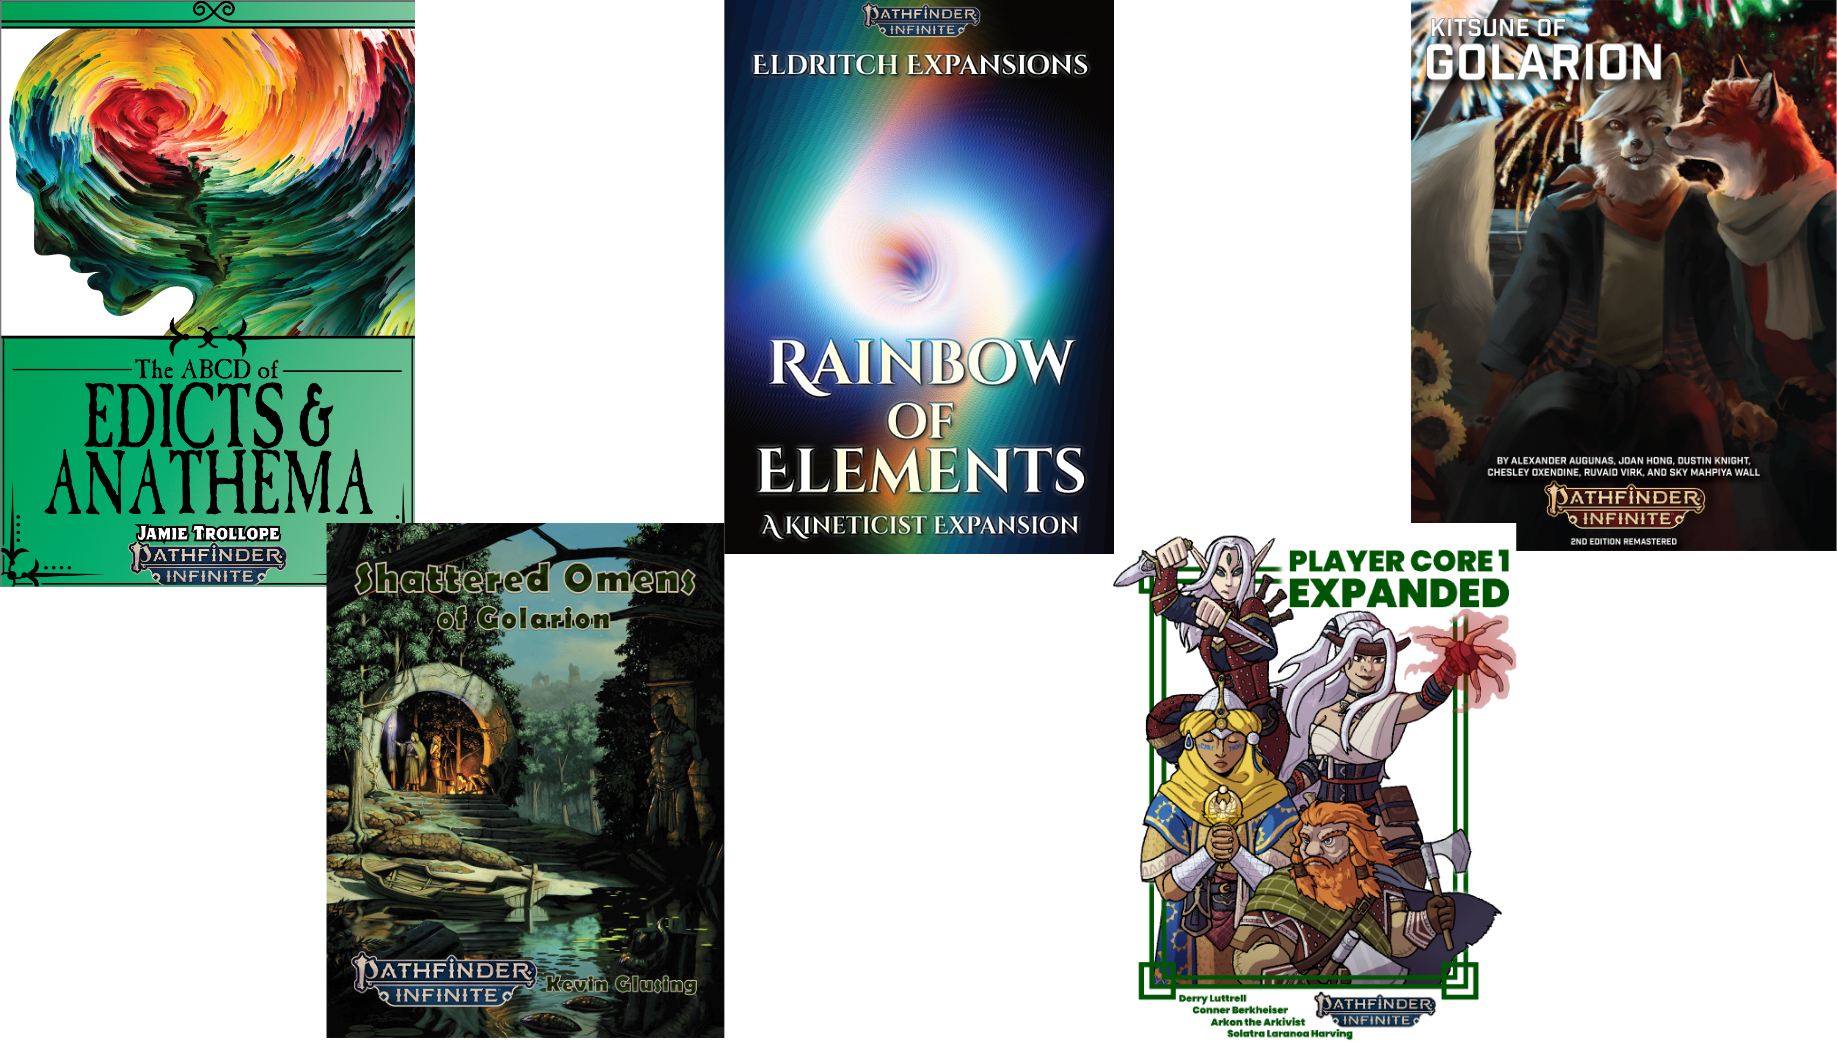 The ABCD of
EDICTS &
ANATHEMA
JAMIE TROLLOPE
PATHFINDER
INFINITE
Shattered Omens
of Golarion
PATHFINDER
INFINITE
Kevin Glusing
PATHFINDER
INFINITE
ELDRITCH EXPANSIONS
RAINBOW
OF
ELEMENTS
A KINETICIST EXPANSION
PLAYER CORE 1
EXPANDED
Derry Luttrell
Conner Berkheiser
Arkon the Arkivist
Solatra Laranoa Harving
PATHFINDER
INFINITE
KITSUNE OF
GOLARION
BY ALEXANDER AUGUNAS, JOAN HONG, DUSTIN KNIGHT,
CHESLEY OXENDINE, RUVAID VIRK, AND SKY MAHPIYA WALL
PATHFINDER
INFINITE
2ND EDITION REMASTERED